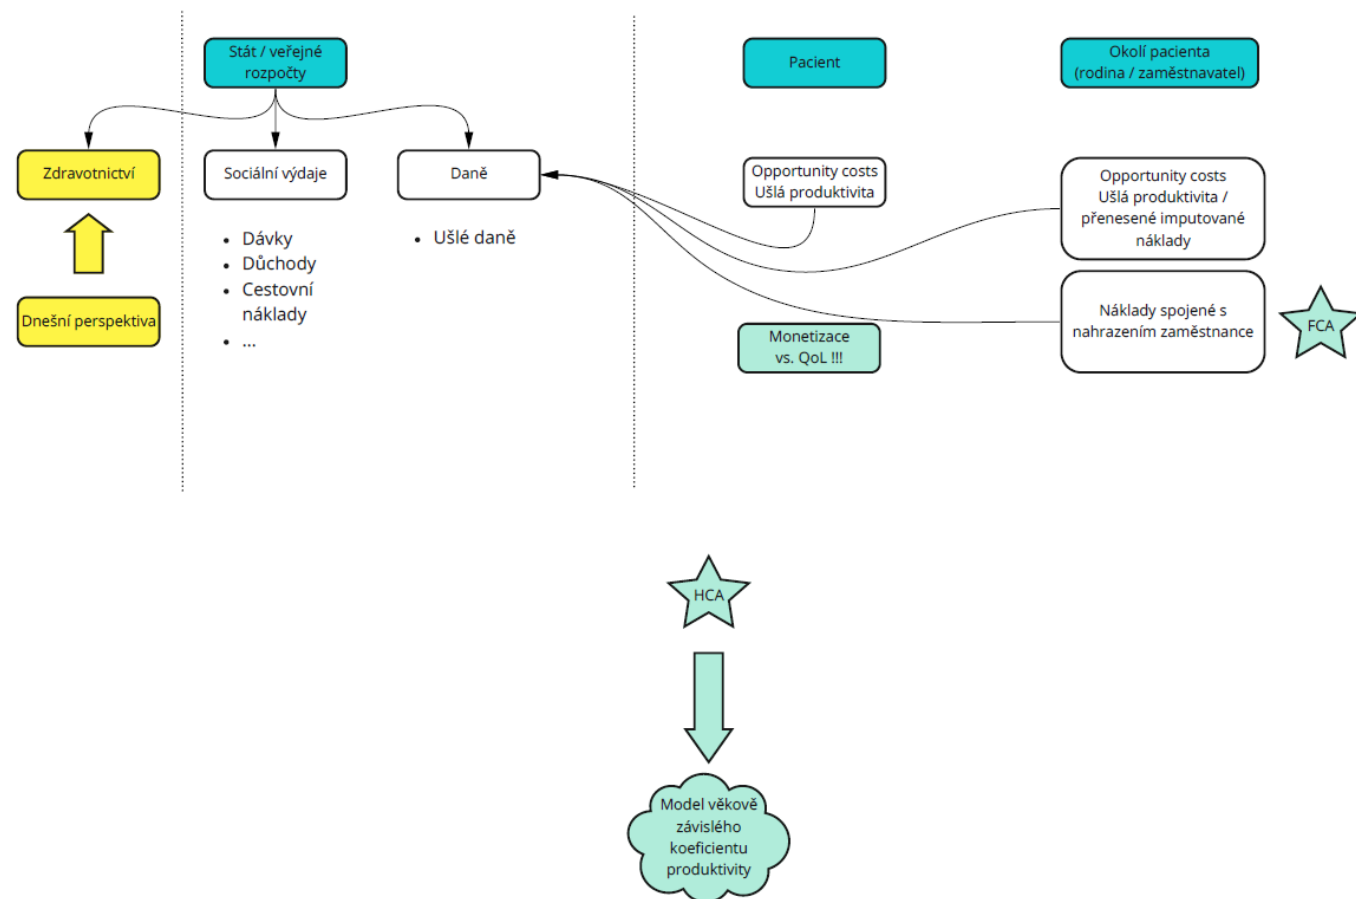 Stát / veřejné
rozpočty
Pacient
Okolí pacienta
(rodina / zaměstnavatel)
Zdravotnictví
Sociální výdaje
Daně
Opportunity costs
Ušlá produktivita
Opportunity costs
Ušlá produktivita /
přenesené imputované
náklady
• Dávky
• Důchody
• Cestovní
náklady
• ...
• Ušlé daně
Dnešní perspektiva
Monetizace
vs. QoL !!!
Náklady spojené s
nahrazením zaměstnance
FCA
HCA
Model věkově
závislého
koeficientu
produktivity